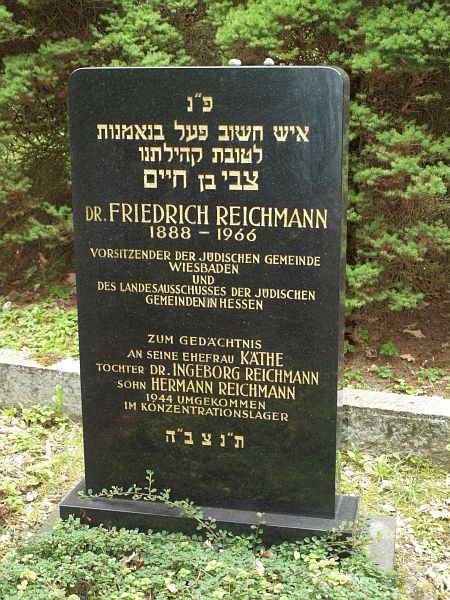 פ"נ
איש חשוב פעל בנאמנות
לטובת קהילתנו
צבי בן חיים
DR. FRIEDRICH REICHMANN
1888 – 1966
VORSITZENDER DER JÜDISCHEN GEMEINDE
WIESBADEN
UND
DES LANDESAUSSCHUSSES DER JÜDISCHEN
GEMEINDEN IN HESSEN
ZUM GEDÄCHTNIS
AN SEINE EHEFRAU KÄTHE
TOCHTER DR. INGEBORG REICHMANN
SOHN HERMANN REICHMANN
1944 UMGEKOMMEN
IM KONZENTRATIONSLAGER
ת"נ צ ב"ה